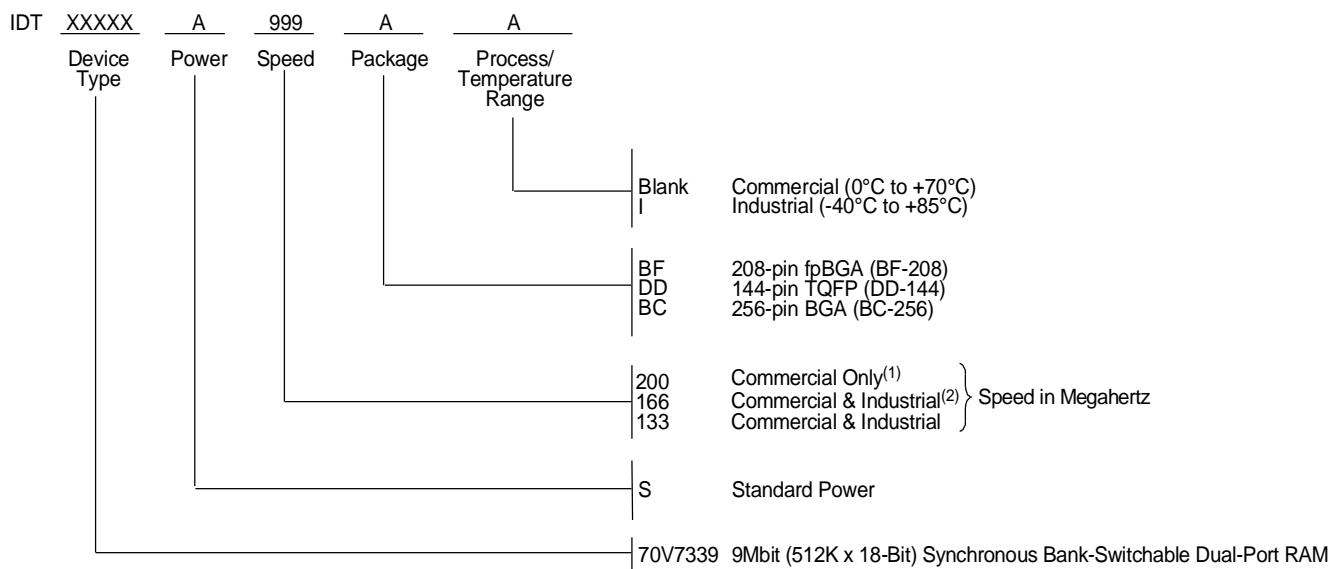 IDT XXXXX A 999 A A
Device Type
Power
Speed
Package
Process/
Temperature
Range
Blank Commercial (0°C to +70°C)
I Industrial (-40°C to +85°C)
BF 208-pin fpBGA (BF-208)
DD 144-pin TQFP (DD-144)
BC 256-pin BGA (BC-256)
200 Commercial Only(1)
166 Commercial & Industrial(2) Speed in Megahertz
133 Commercial & Industrial
S Standard Power
70V7339 9Mbit (512K x 18-Bit) Synchronous Bank-Switchable Dual-Port RAM